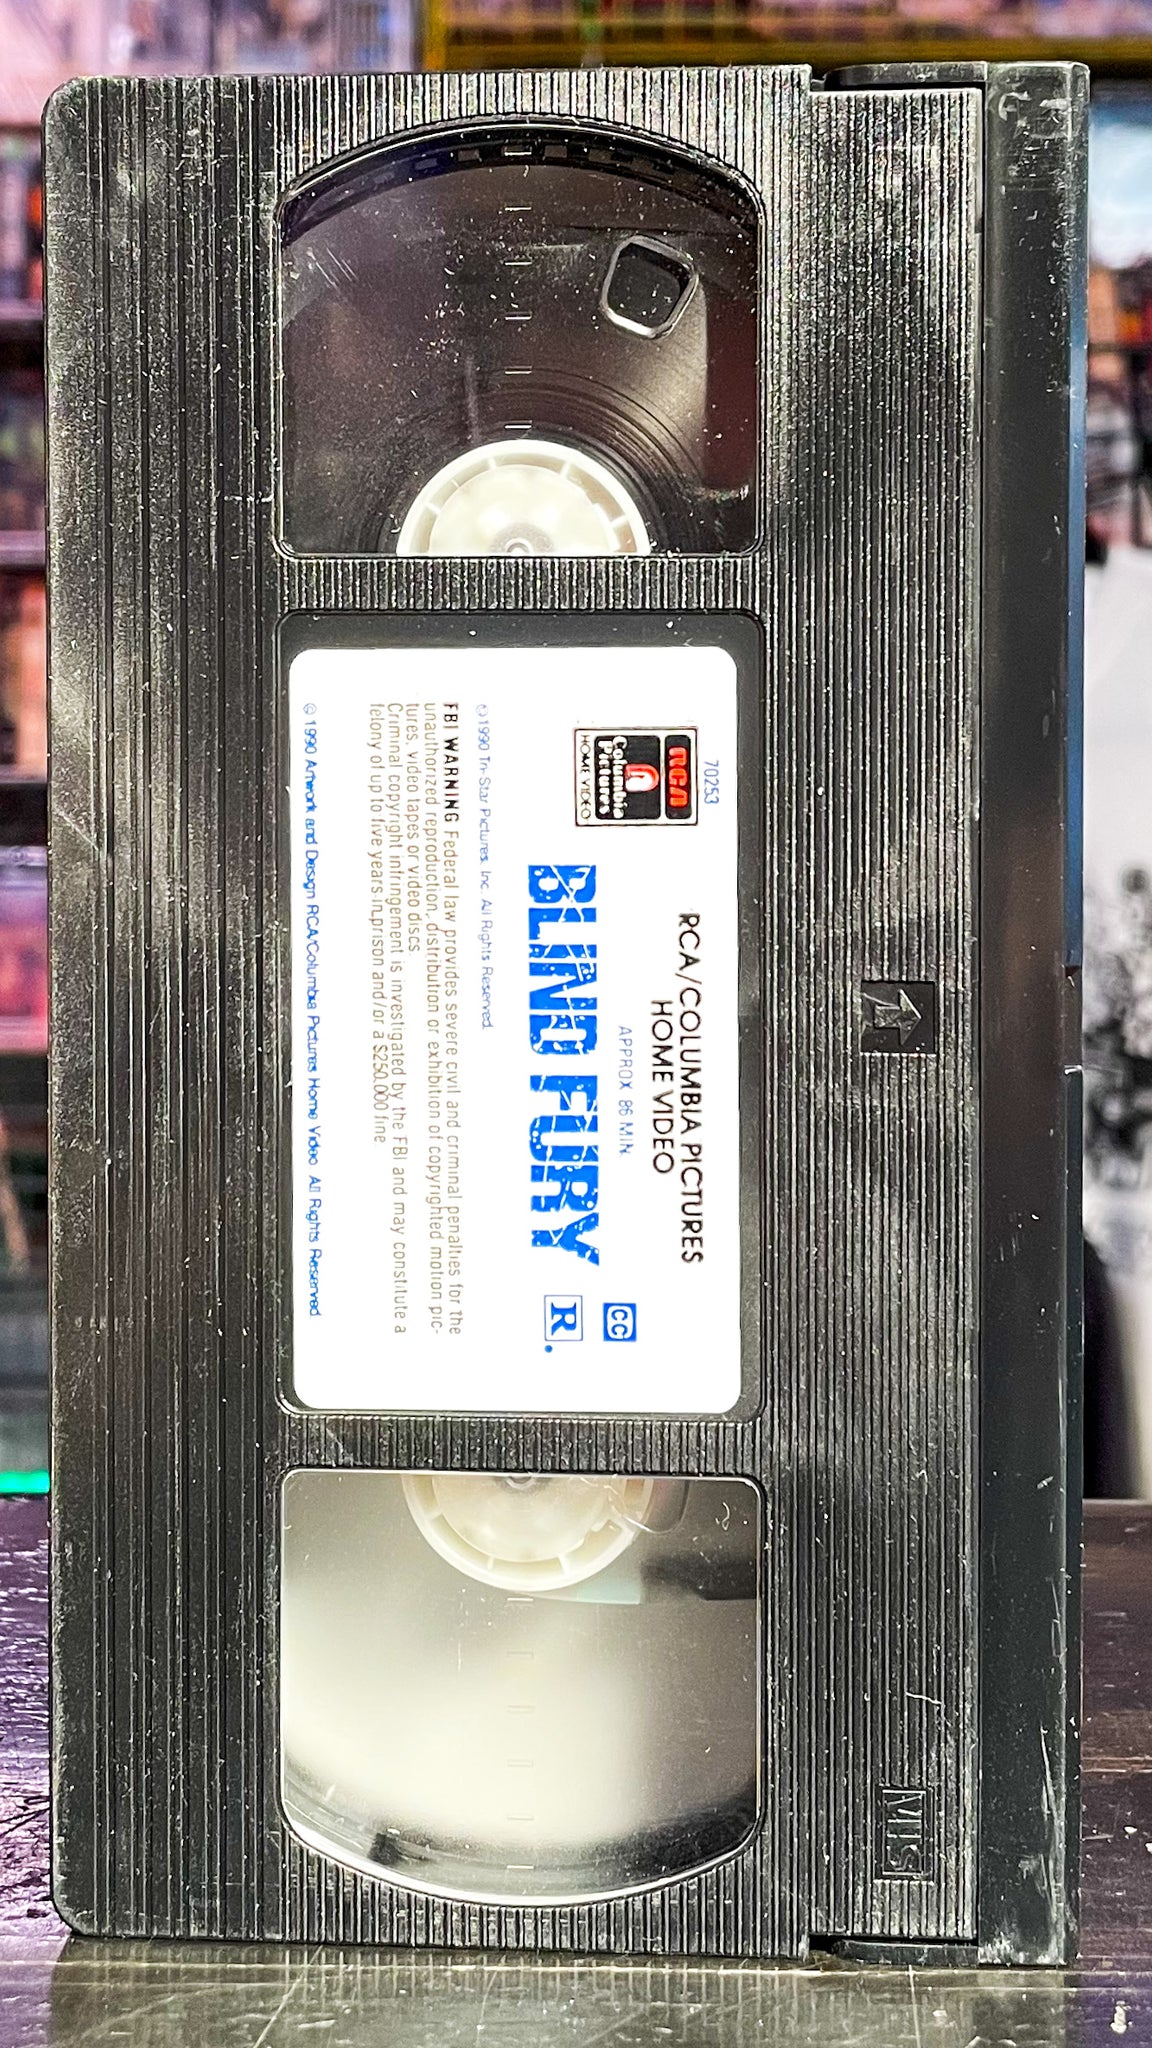 70253
RCA
Columbia
Pictures
HOME VIDEO
RCA/COLUMBIA PICTURES
HOME VIDEO
APPROX 86 MIN.
CC
BLIND FURY
R.
©1990 Tri-Star Pictures, Inc. All Rights Reserved.
FBI WARNING Federal law provides severe civil and criminal penalties for the
unauthorized reproduction, distribution or exhibition of copyrighted motion pic-
tures, video tapes or video discs.
Criminal copyright infringement is investigated by the FBI and may constitute a
felony of up to five years in prison and/or a $250,000 fine
© 1990 Artwork and Design RCA/Columbia Pictures Home Video. All Rights Reserved
VHS